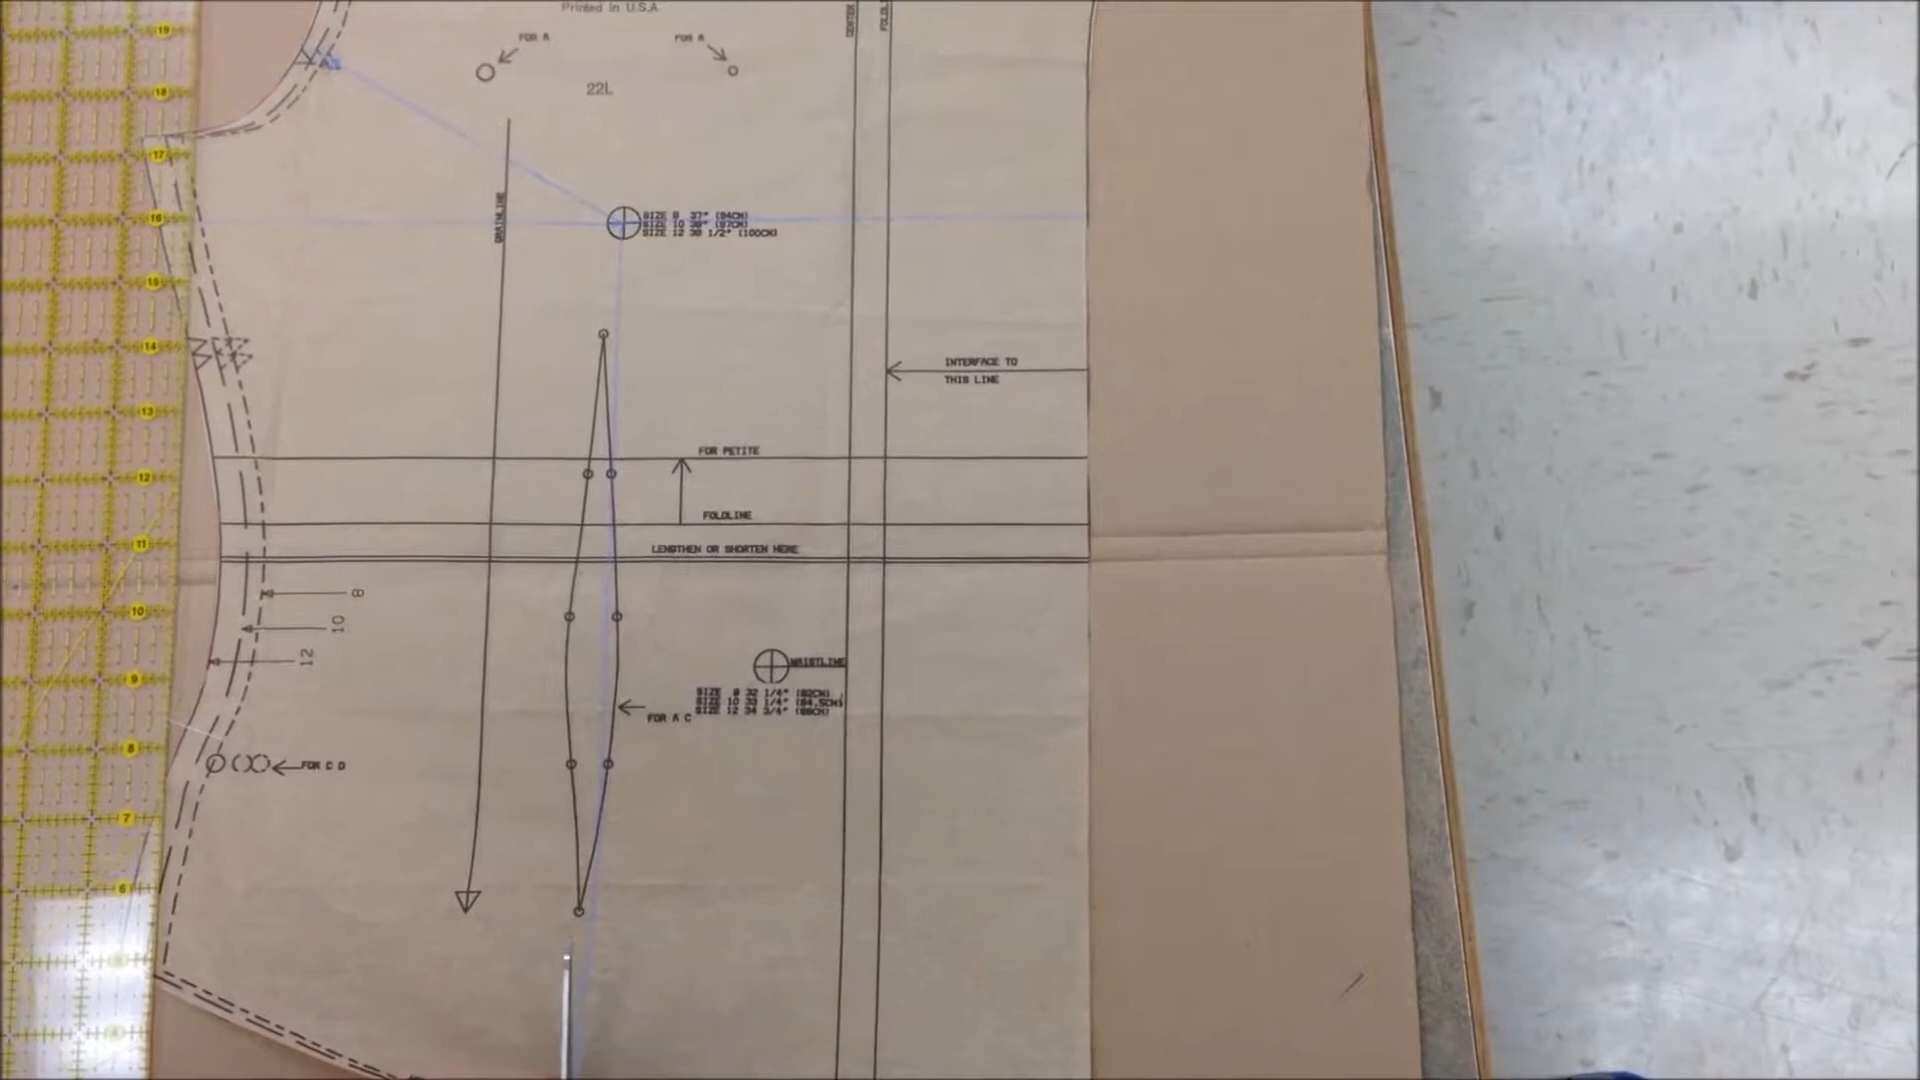 Printed in U.S.A.
CENTER
FOLDL
FOR A
FOR A
22L
GRAINLINE
SIZE 8 37" (94CM)
SIZE 10 38" (97CM)
SIZE 12 39 1/2" (100CM)
INTERFACE TO
THIS LINE
FOR PETITE
FOLDLINE
LENGTHEN OR SHORTEN HERE
8
10
12
WAISTLINE
SIZE 8 32 1/4" (82CM)
SIZE 10 33 1/4" (84.5CM)
SIZE 12 34 3/4" (88CM)
FOR A C
FOR C D
19
18
17
16
15
14
13
12
11
10
9
8
7
6